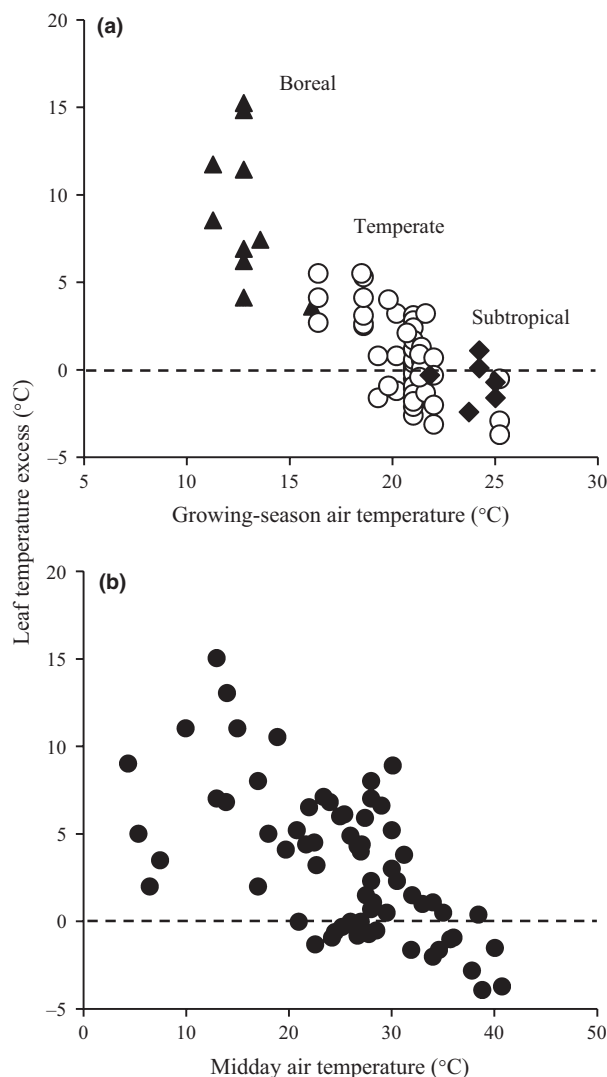 (a)
20
15
10
5
0
–5
Boreal
Temperate
Subtropical
5 10 15 20 25 30
Growing-season air temperature (°C)
Leaf temperature excess (°C)
(b)
20
15
10
5
0
–5
0 10 20 30 40 50
Midday air temperature (°C)